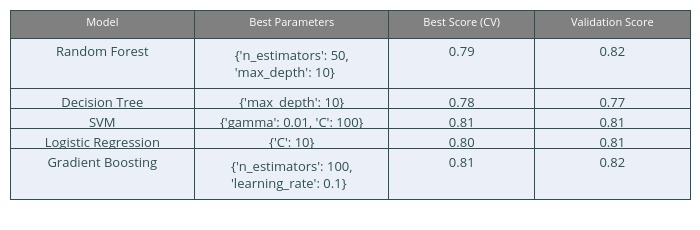 Model Best Parameters Best Score (CV) Validation Score
Random Forest {'n_estimators': 50, 0.79 0.82
'max_depth': 10}
Decision Tree {'max_depth': 10} 0.78 0.77
SVM {'gamma': 0.01, 'C': 100} 0.81 0.81
Logistic Regression {'C': 10} 0.80 0.81
Gradient Boosting {'n_estimators': 100, 0.81 0.82
'learning_rate': 0.1}